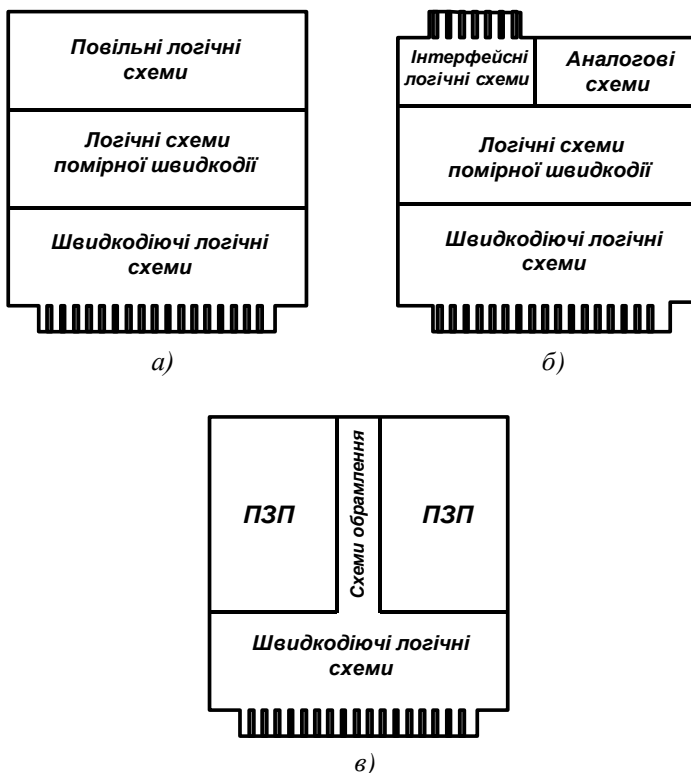 Повільні логічні
схеми
Логічні схеми
помірної швидкодії
Швидкодіючі логічні
схеми
а)
Інтерфейсні
логічні схеми
Аналогові
схеми
Логічні схеми
помірної швидкодії
Швидкодіючі логічні
схеми
б)
ПЗП
Схеми обрамлення
ПЗП
Швидкодіючі логічні
схеми
в)